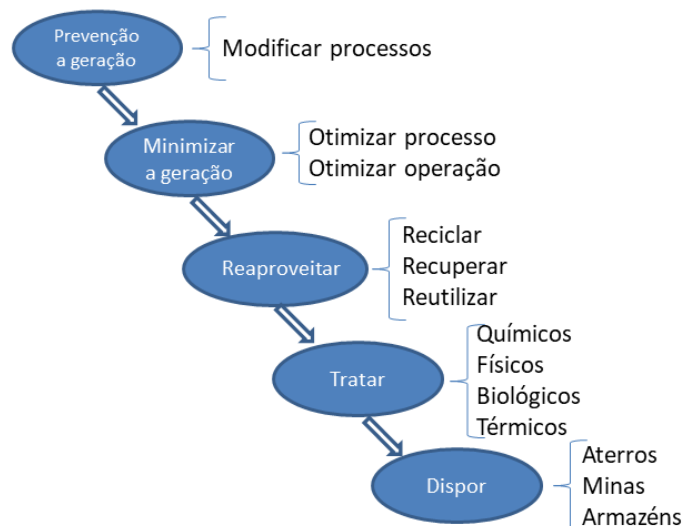 Prevenção
a geração
Modificar processos
Minimizar
a geração
Otimizar processo
Otimizar operação
Reaproveitar
Reciclar
Recuperar
Reutilizar
Tratar
Químicos
Físicos
Biológicos
Térmicos
Dispor
Aterros
Minas
Armazéns